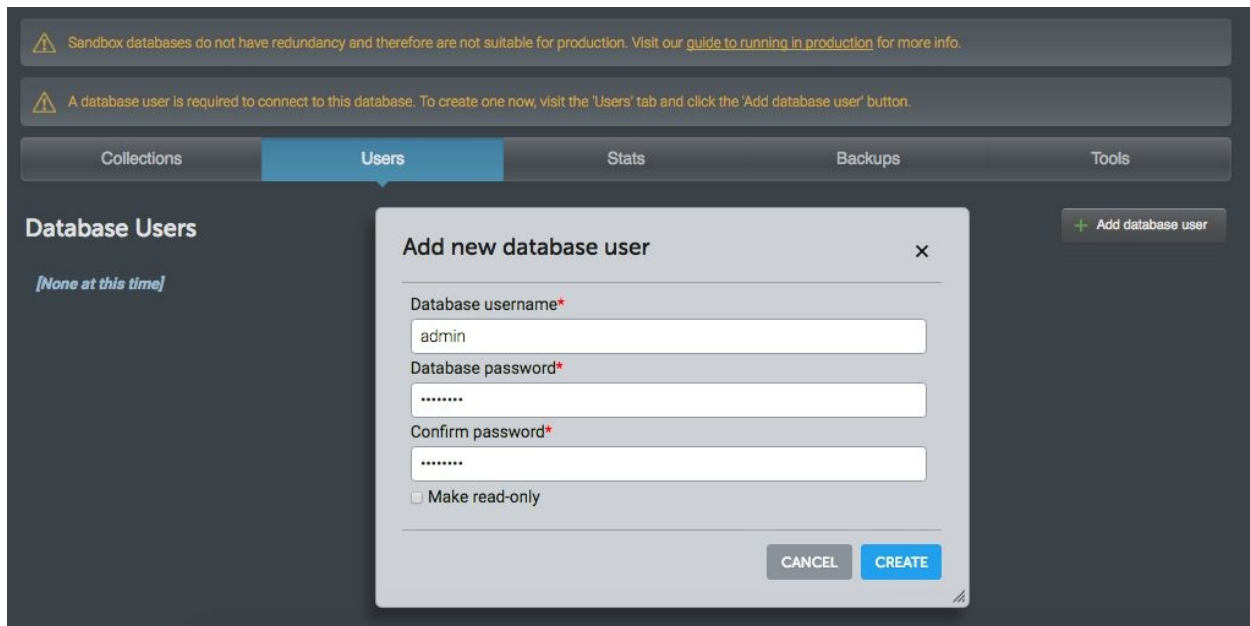 Sandbox databases do not have redundancy and therefore are not suitable for production. Visit our guide to running in production for more info.
A database user is required to connect to this database. To create one now, visit the 'Users' tab and click the 'Add database user' button.
Collections
Users
Stats
Backups
Tools
Database Users
+ Add database user
[None at this time]
Add new database user
×
Database username*
admin
Database password*
••••••••
Confirm password*
••••••••
Make read-only
CANCEL
CREATE